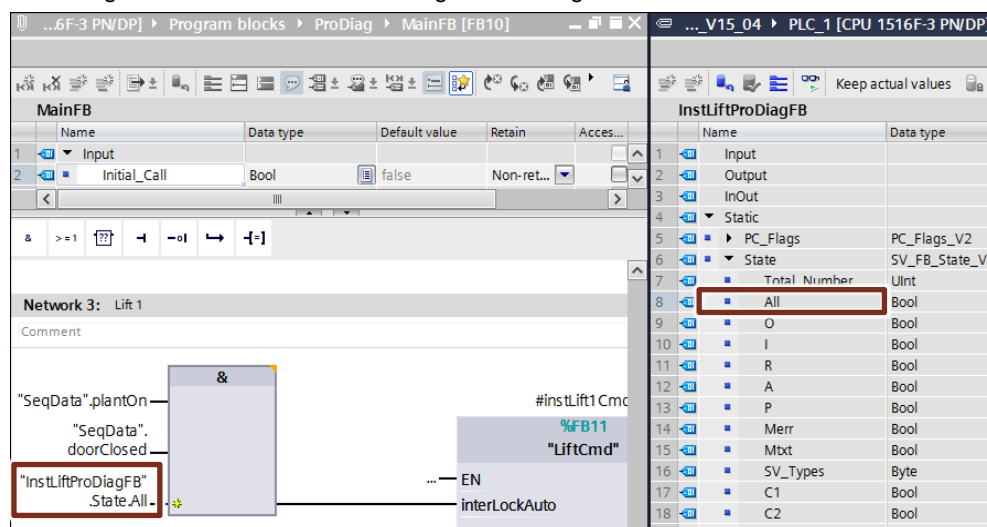 ...6F-3 PN/DP] ▸ Program blocks ▸ ProDiag ▸ MainFB [FB10]
MainFB
Name Data type Default value Retain Acces...
1 Input
2 Initial_Call Bool false Non-ret...
& >=1 ?? -[=]
Network 3: Lift 1
Comment
&
"SeqData".plantOn
"SeqData".
doorClosed
"InstLiftProDiagFB"
.State.All
#instLift1Cmd
%FB11
"LiftCmd"
... EN
interLockAuto
..._V15_04 ▸ PLC_1 [CPU 1516F-3 PN/DP]
Keep actual values
InstLiftProDiagFB
Name Data type
1 Input
2 Output
3 InOut
4 Static
5 PC_Flags PC_Flags_V2
6 State SV_FB_State_V
7 Total_Number UInt
8 All Bool
9 O Bool
10 I Bool
11 R Bool
12 A Bool
13 P Bool
14 Merr Bool
15 Mtxt Bool
16 SV_Types Byte
17 C1 Bool
18 C2 Bool